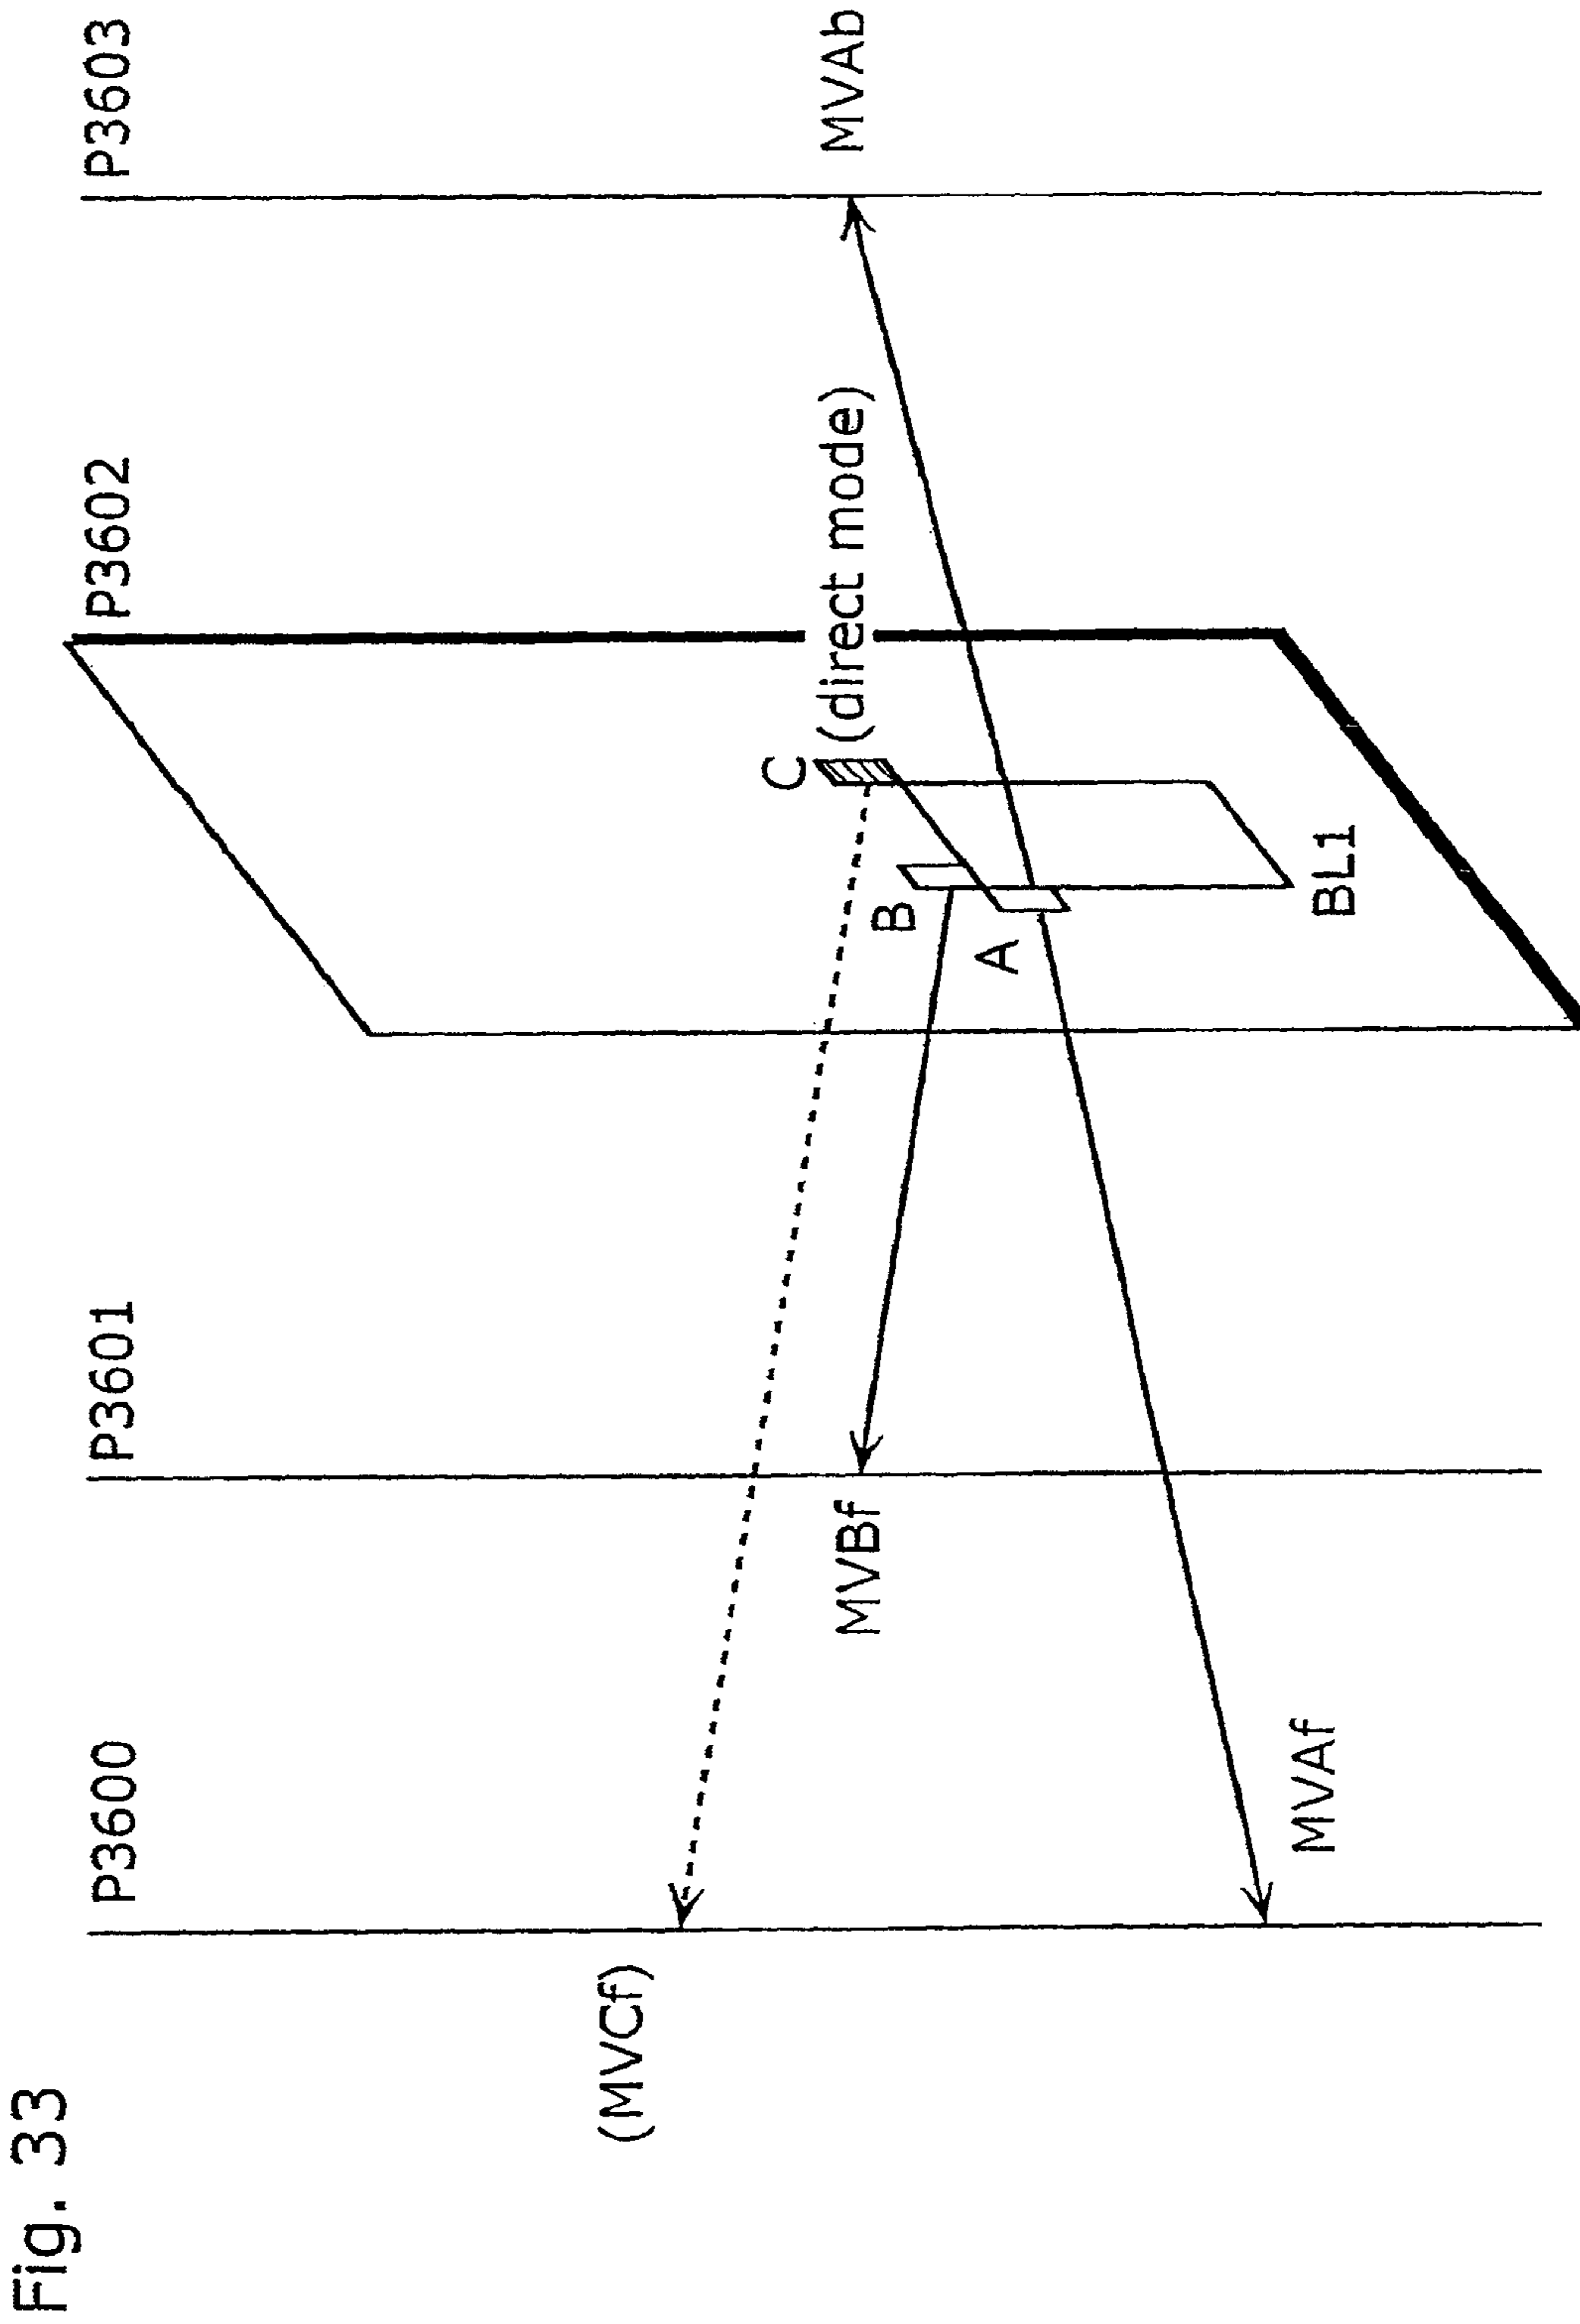 Fig. 33
P3600
P3601
P3602
P3603
(MVCf)
C
(direct mode)
MVBf
B
MVAb
A
MVAf
BL1